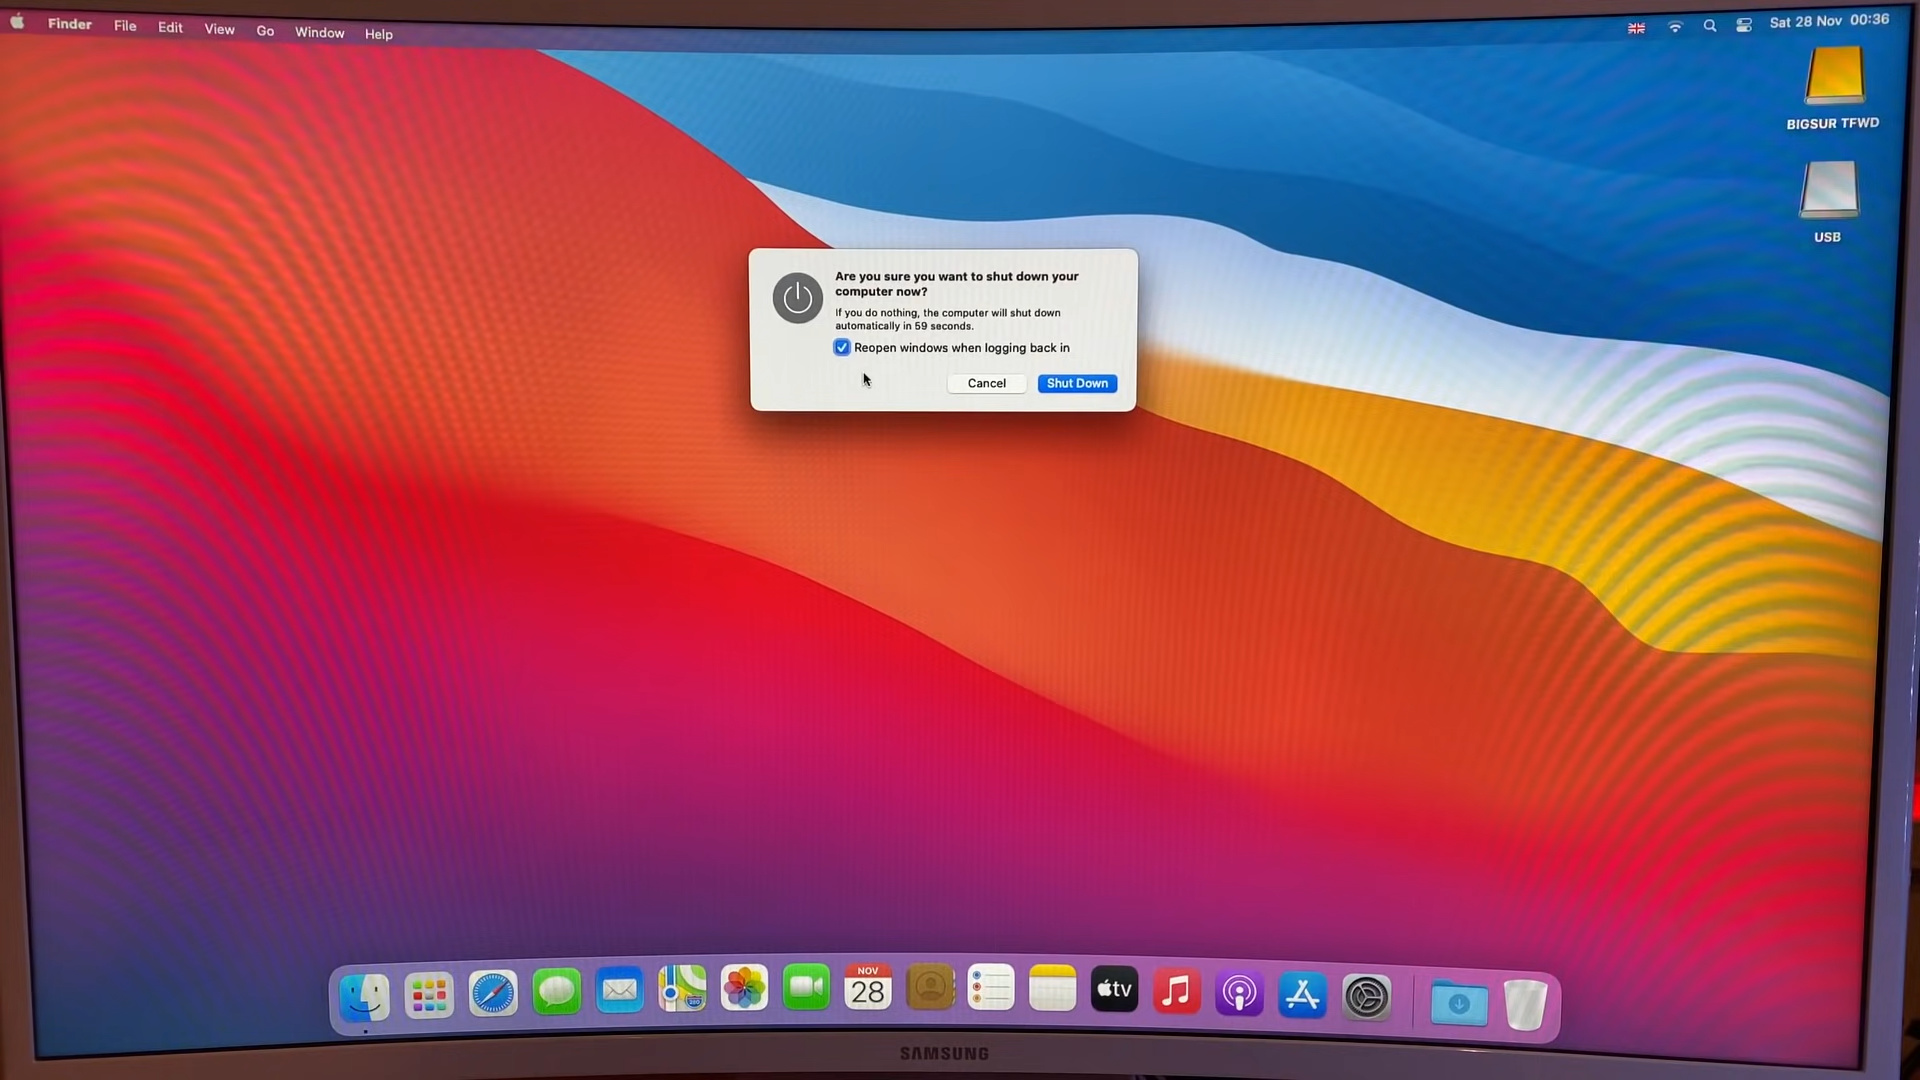 Finder File Edit View Go Window Help
Sat 28 Nov 00:36
BIGSUR TFWD
USB
Are you sure you want to shut down your
computer now?
If you do nothing, the computer will shut down
automatically in 59 seconds.
Reopen windows when logging back in
Cancel Shut Down
NOV
28
tv
SAMSUNG